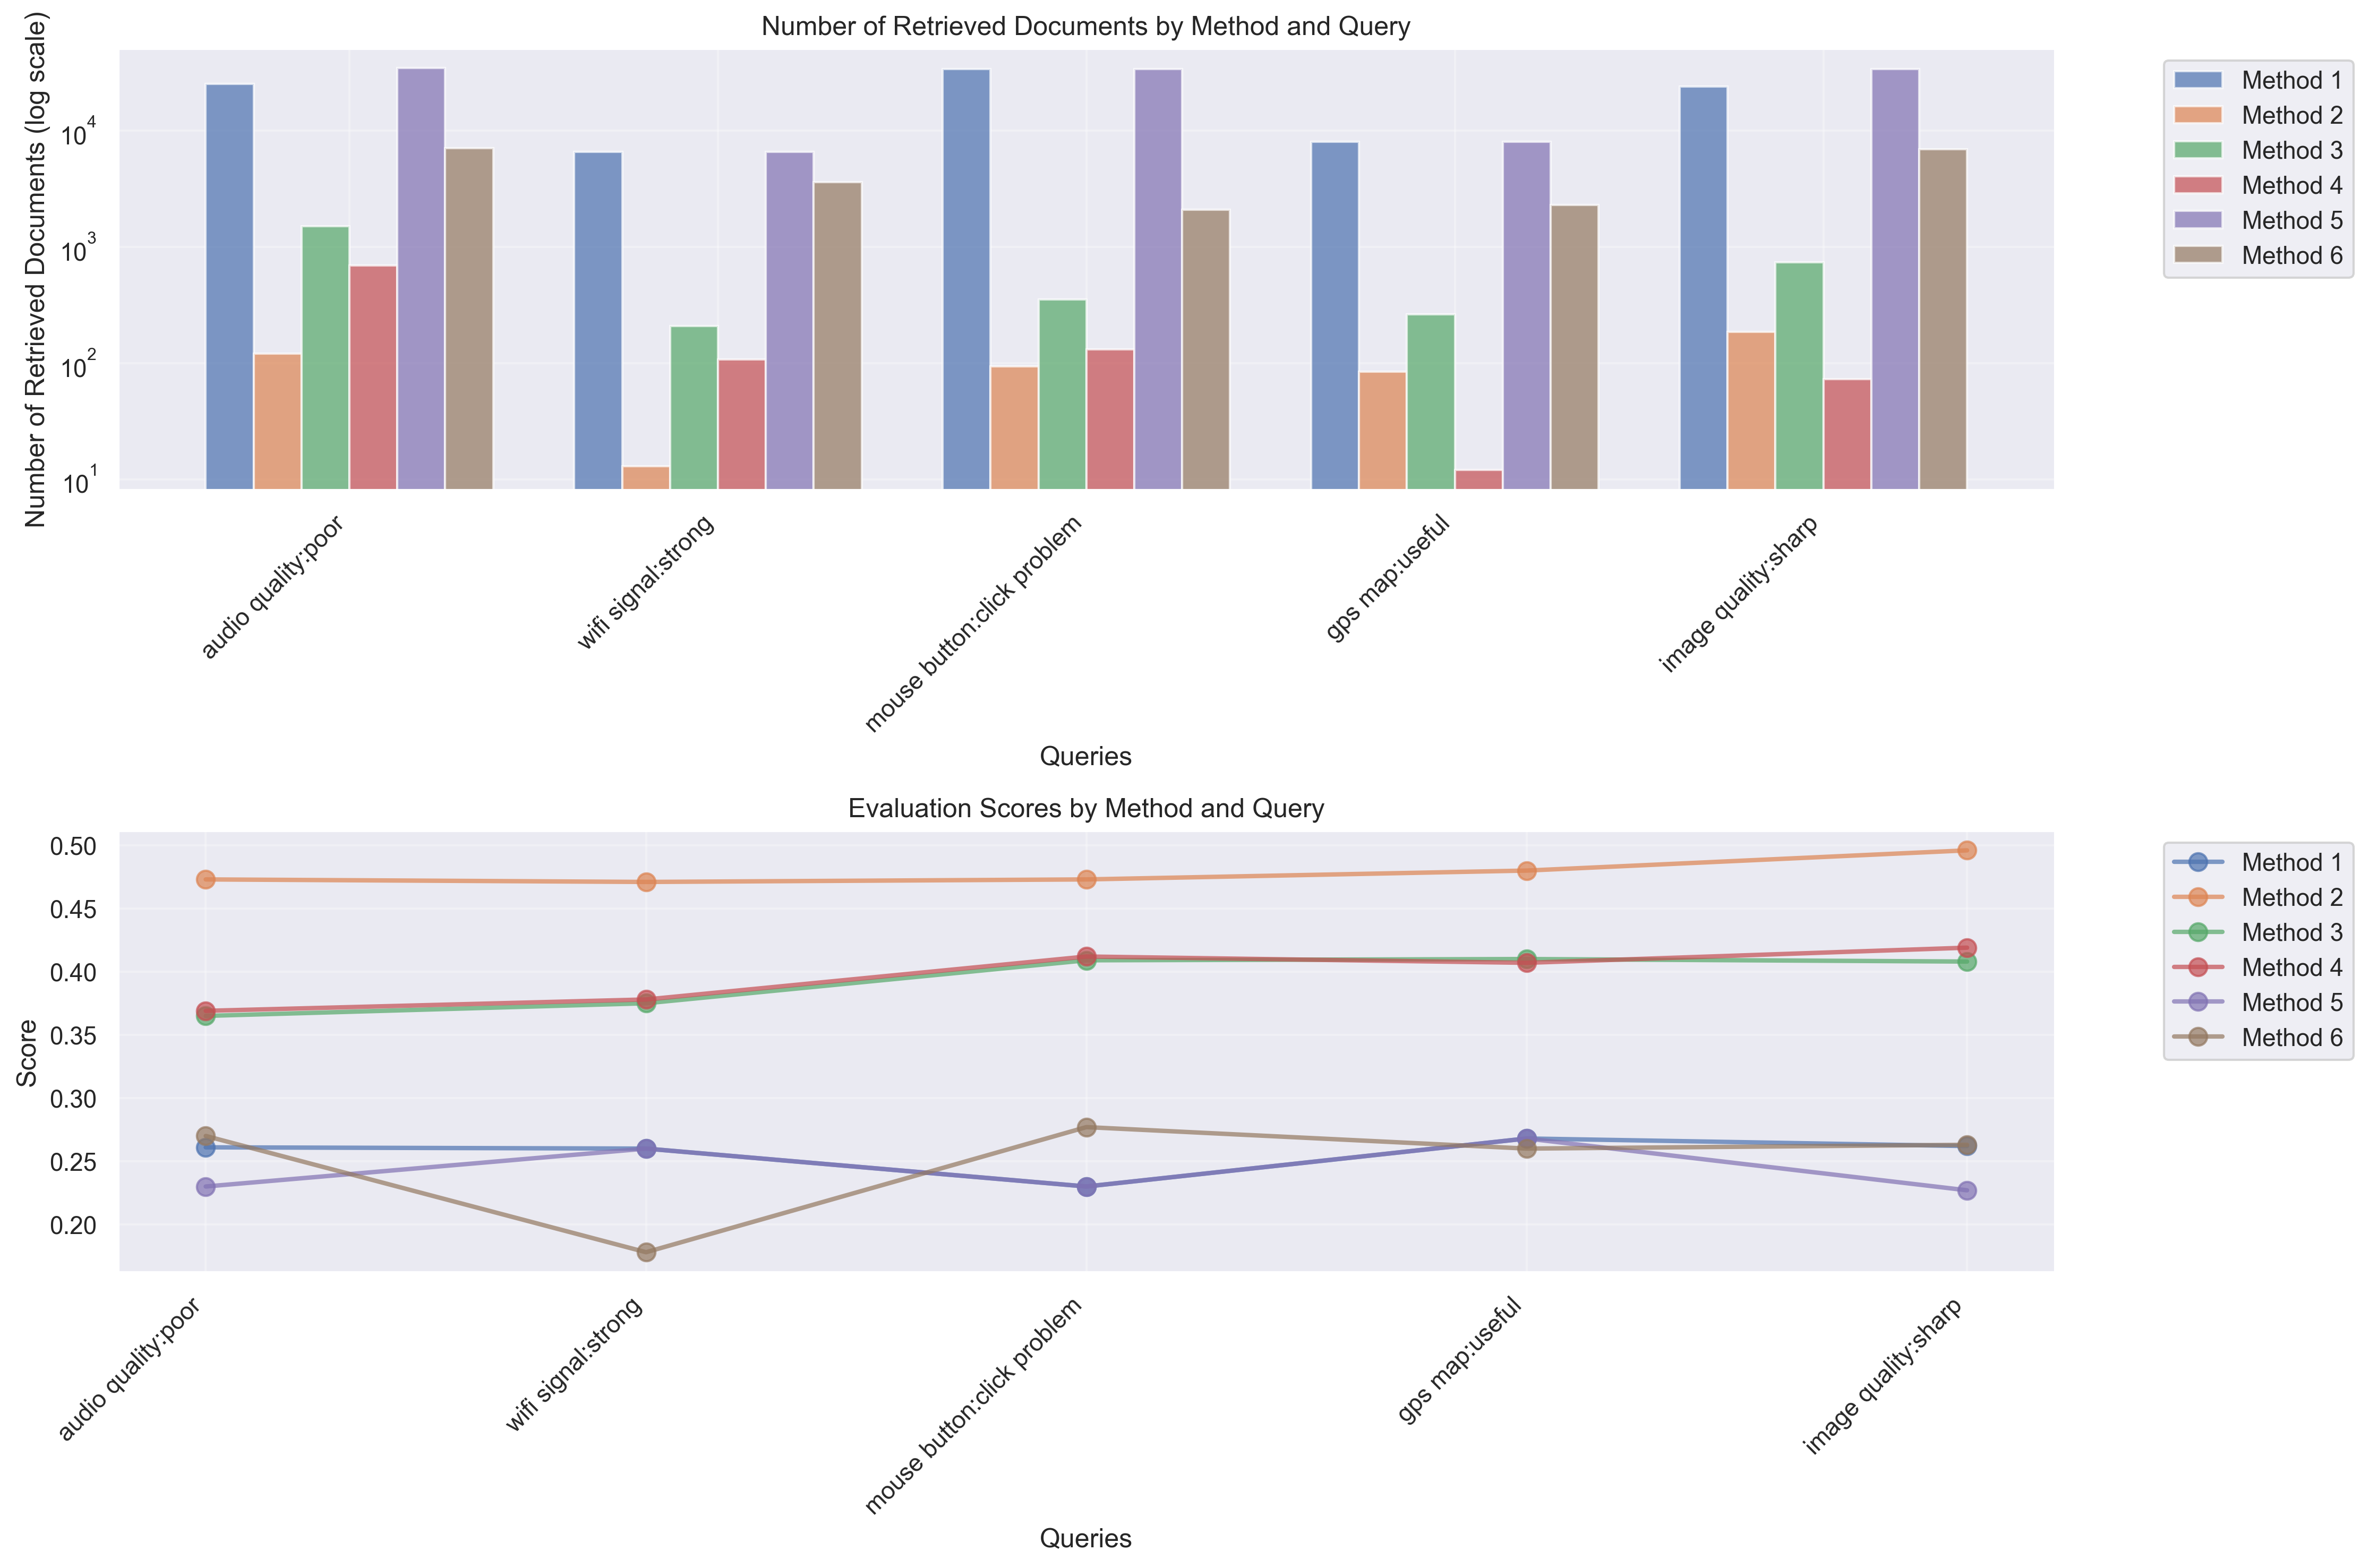 Number of Retrieved Documents by Method and Query
Number of Retrieved Documents (log scale)
10^4
10^3
10^2
10^1
audio quality:poor
wifi signal:strong
mouse button:click problem
gps map:useful
image quality:sharp
Queries
Method 1
Method 2
Method 3
Method 4
Method 5
Method 6
Evaluation Scores by Method and Query
Score
0.50
0.45
0.40
0.35
0.30
0.25
0.20
audio quality:poor
wifi signal:strong
mouse button:click problem
gps map:useful
image quality:sharp
Queries
Method 1
Method 2
Method 3
Method 4
Method 5
Method 6